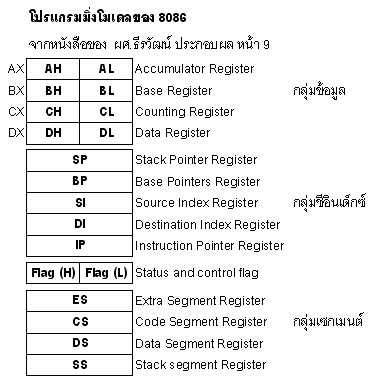 โปรแกรมมิ่งโมเดลของ 8086
จากหนังสือของ ผศ.ธีรวัฒน์ ประกอบผล หน้า 9
AX AH AL Accumulator Register
BX BH BL Base Register กลุ่มข้อมูล
CX CH CL Counting Register
DX DH DL Data Register
SP Stack Pointer Register
BP Base Pointers Register
SI Source Index Register กลุ่มชี้อินเด็กซ์
DI Destination Index Register
IP Instruction Pointer Register
Flag (H) Flag (L) Status and control flag
ES Extra Segment Register
CS Code Segment Register กลุ่มเซกเมนต์
DS Data Segment Register
SS Stack segment Register